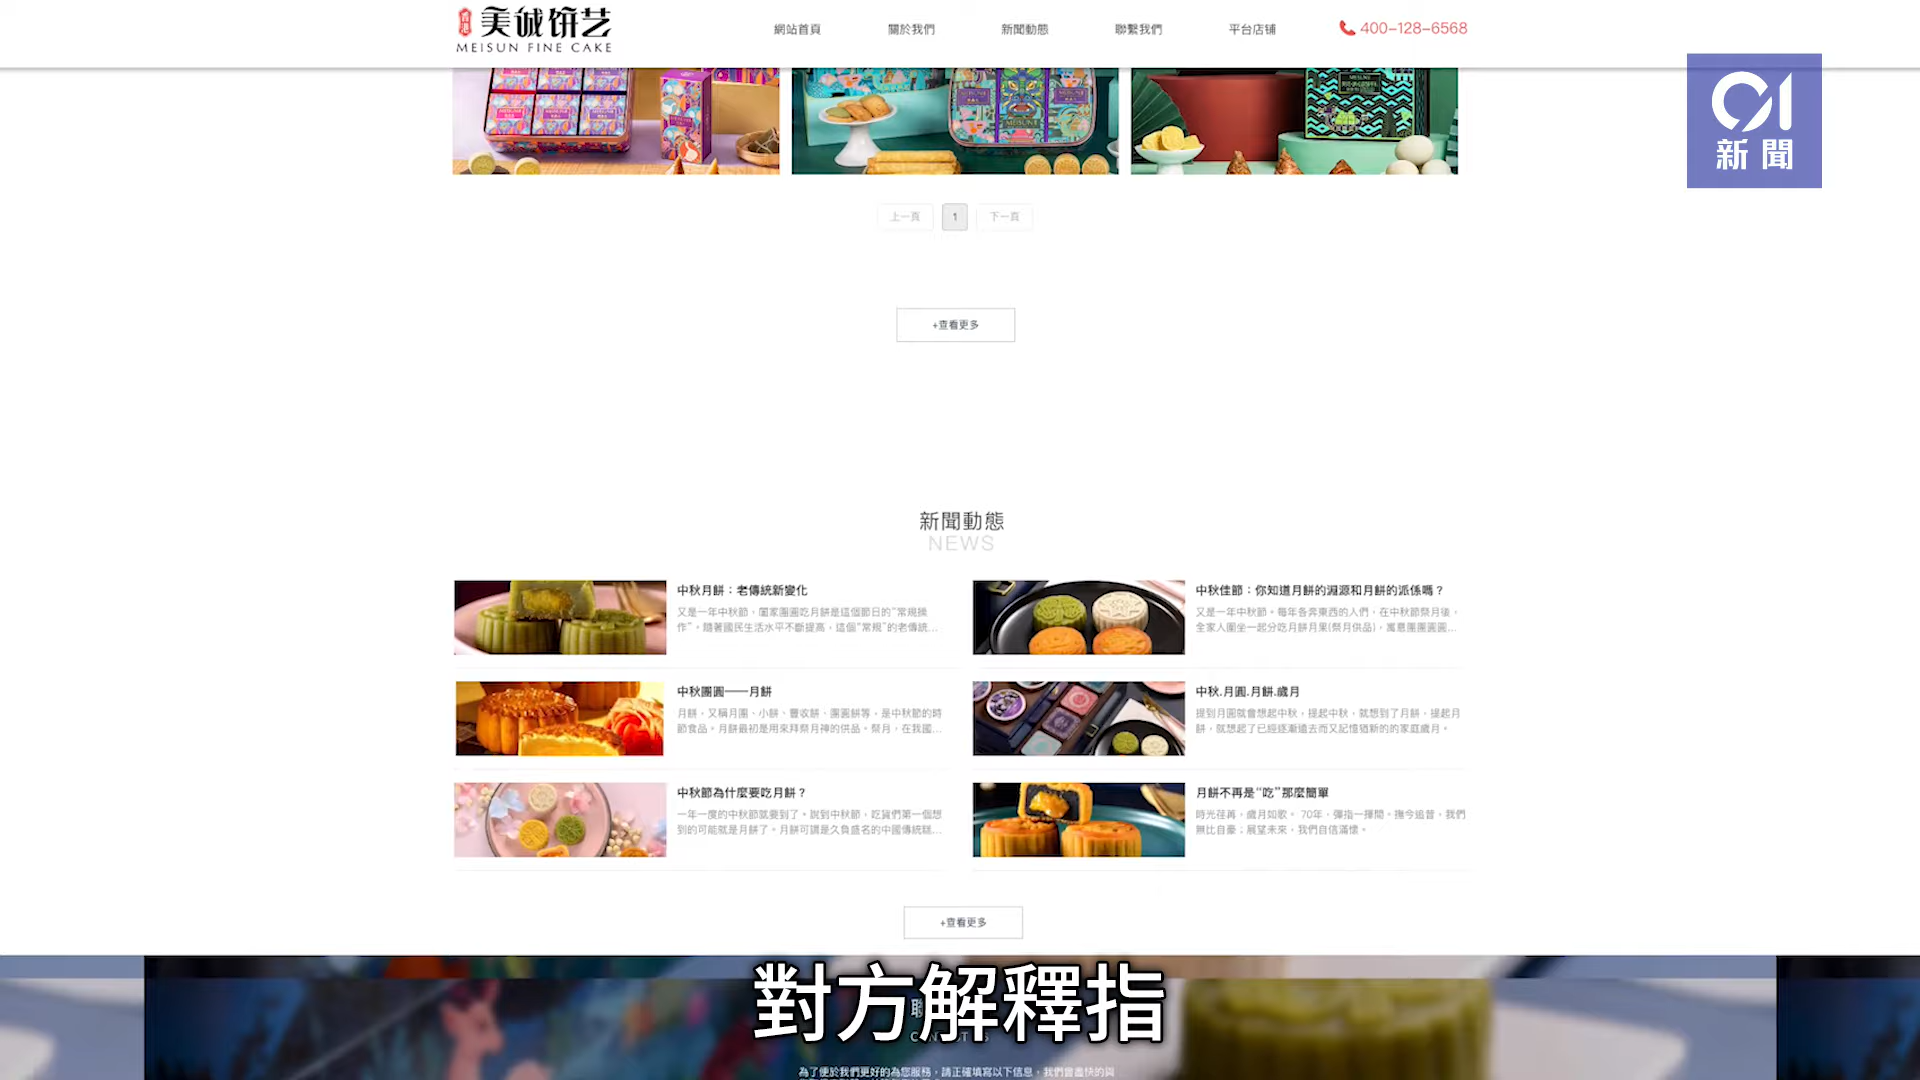 香港 美诚饼艺
MEISUN FINE CAKE
網站首頁
關於我們
新聞動態
聯繫我們
平台店铺
400-128-6568
01
新聞
上一頁
1
下一頁
+查看更多
新聞動態
NEWS
中秋月餅：老傳統新變化
又是一年中秋節，闔家團圓吃月餅是這個節日的“常規操
作”，隨著國民生活水平不斷提高，這個“常規”的老傳統...
中秋佳節：你知道月餅的淵源和月餅的派係嗎？
又是一年中秋節。每年各奔東西的人們，在中秋節祭月後，
全家人圍坐一起分吃月餅月果(祭月供品)，寓意團團圓圓...
中秋團圓——月餅
月餅，又稱月團、小餅、豐收餅、團圓餅等，是中秋節的時
節食品。月餅最初是用來拜祭月神的供品。祭月，在我國...
中秋.月圓.月餅.歲月
提到月圓就會想起中秋，提起中秋，就想到了月餅，提起月
餅，就想起了已經逐漸遠去而又記憶猶新的的家庭歲月。
中秋節為什麼要吃月餅？
一年一度的中秋節就要到了。說到中秋節，吃貨們第一個想
到的可能就是月餅了。月餅可謂是久負盛名的中國傳統糕...
月餅不再是“吃”那麼簡單
時光荏苒，歲月如歌。 70年，彈指一揮間。撫今追昔，我們
無比自豪；展望未來，我們自信滿懷。
+查看更多
對方解釋指
為了便於我們更好的為您服務，請正確填寫以下信息，我們會盡快的與